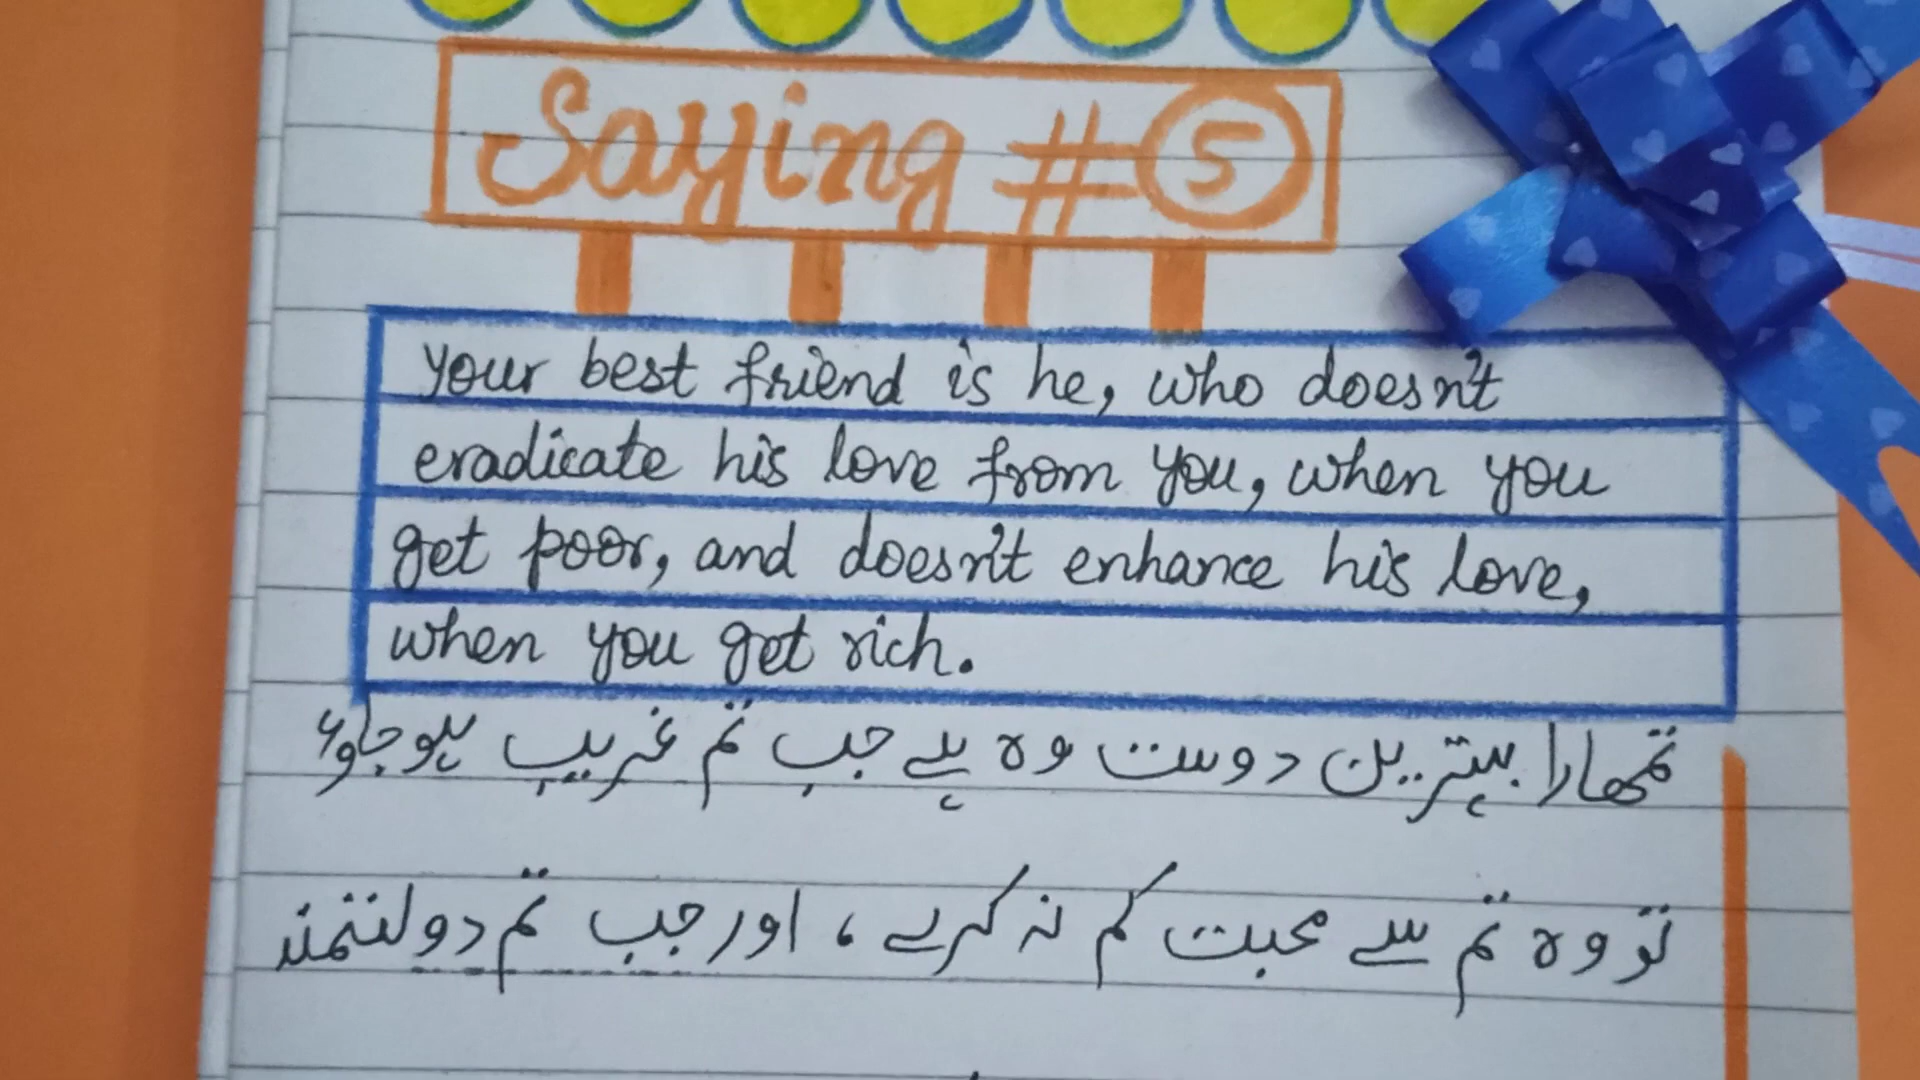 Saying #5
your best friend is he, who doesn't
eradicate his love from you, when you
get poor, and doesn't enhance his love,
when you get rich.
تمھارا بہترین دوست وہ ہے جب تم غریب ہوجاوٴ
تو وہ تم سے محبت کم نہ کرے، اور جب تم دولتمند